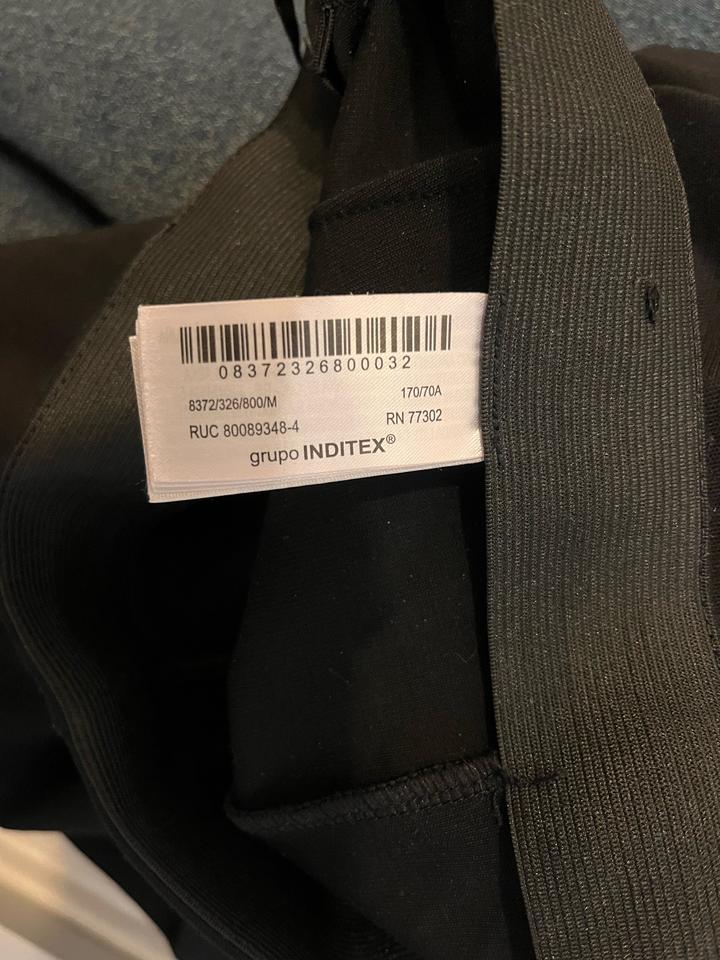 08372326800032
8372/326/800/M 170/70A
RUC 80089348-4 RN 77302
grupo INDITEX®